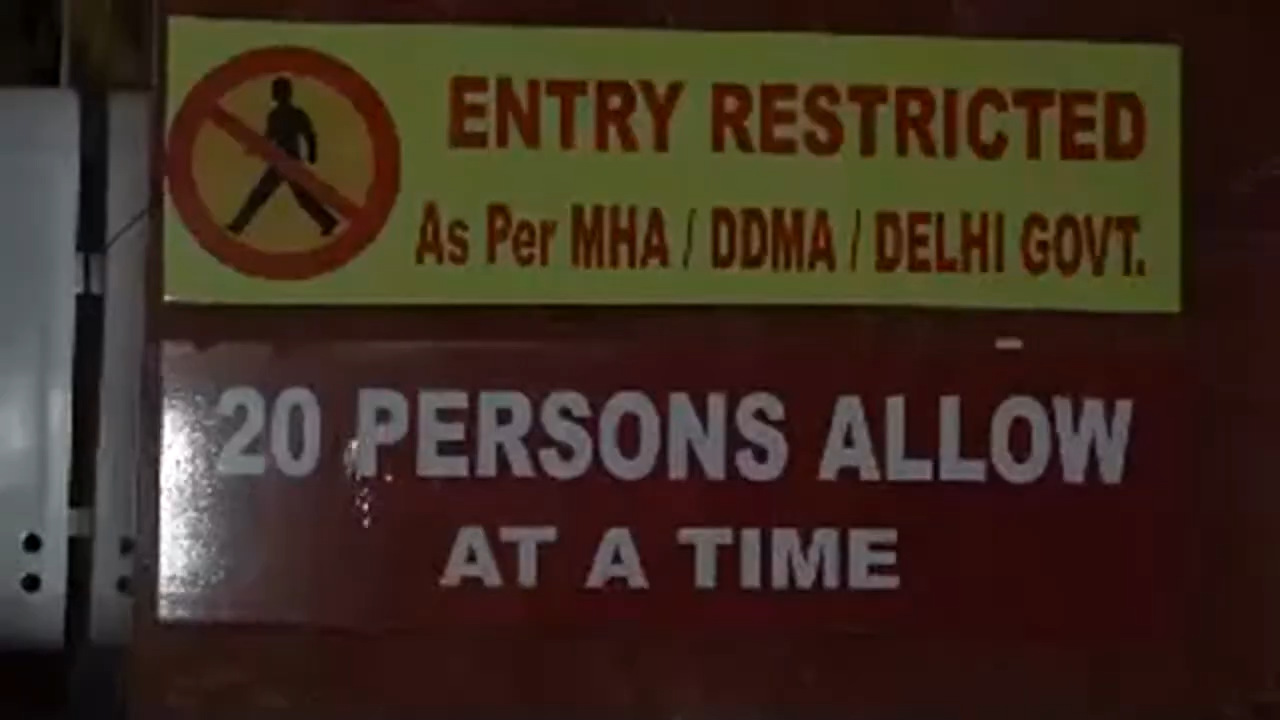 ENTRY RESTRICTED
As Per MHA / DDMA / DELHI GOVT.
20 PERSONS ALLOW
AT A TIME